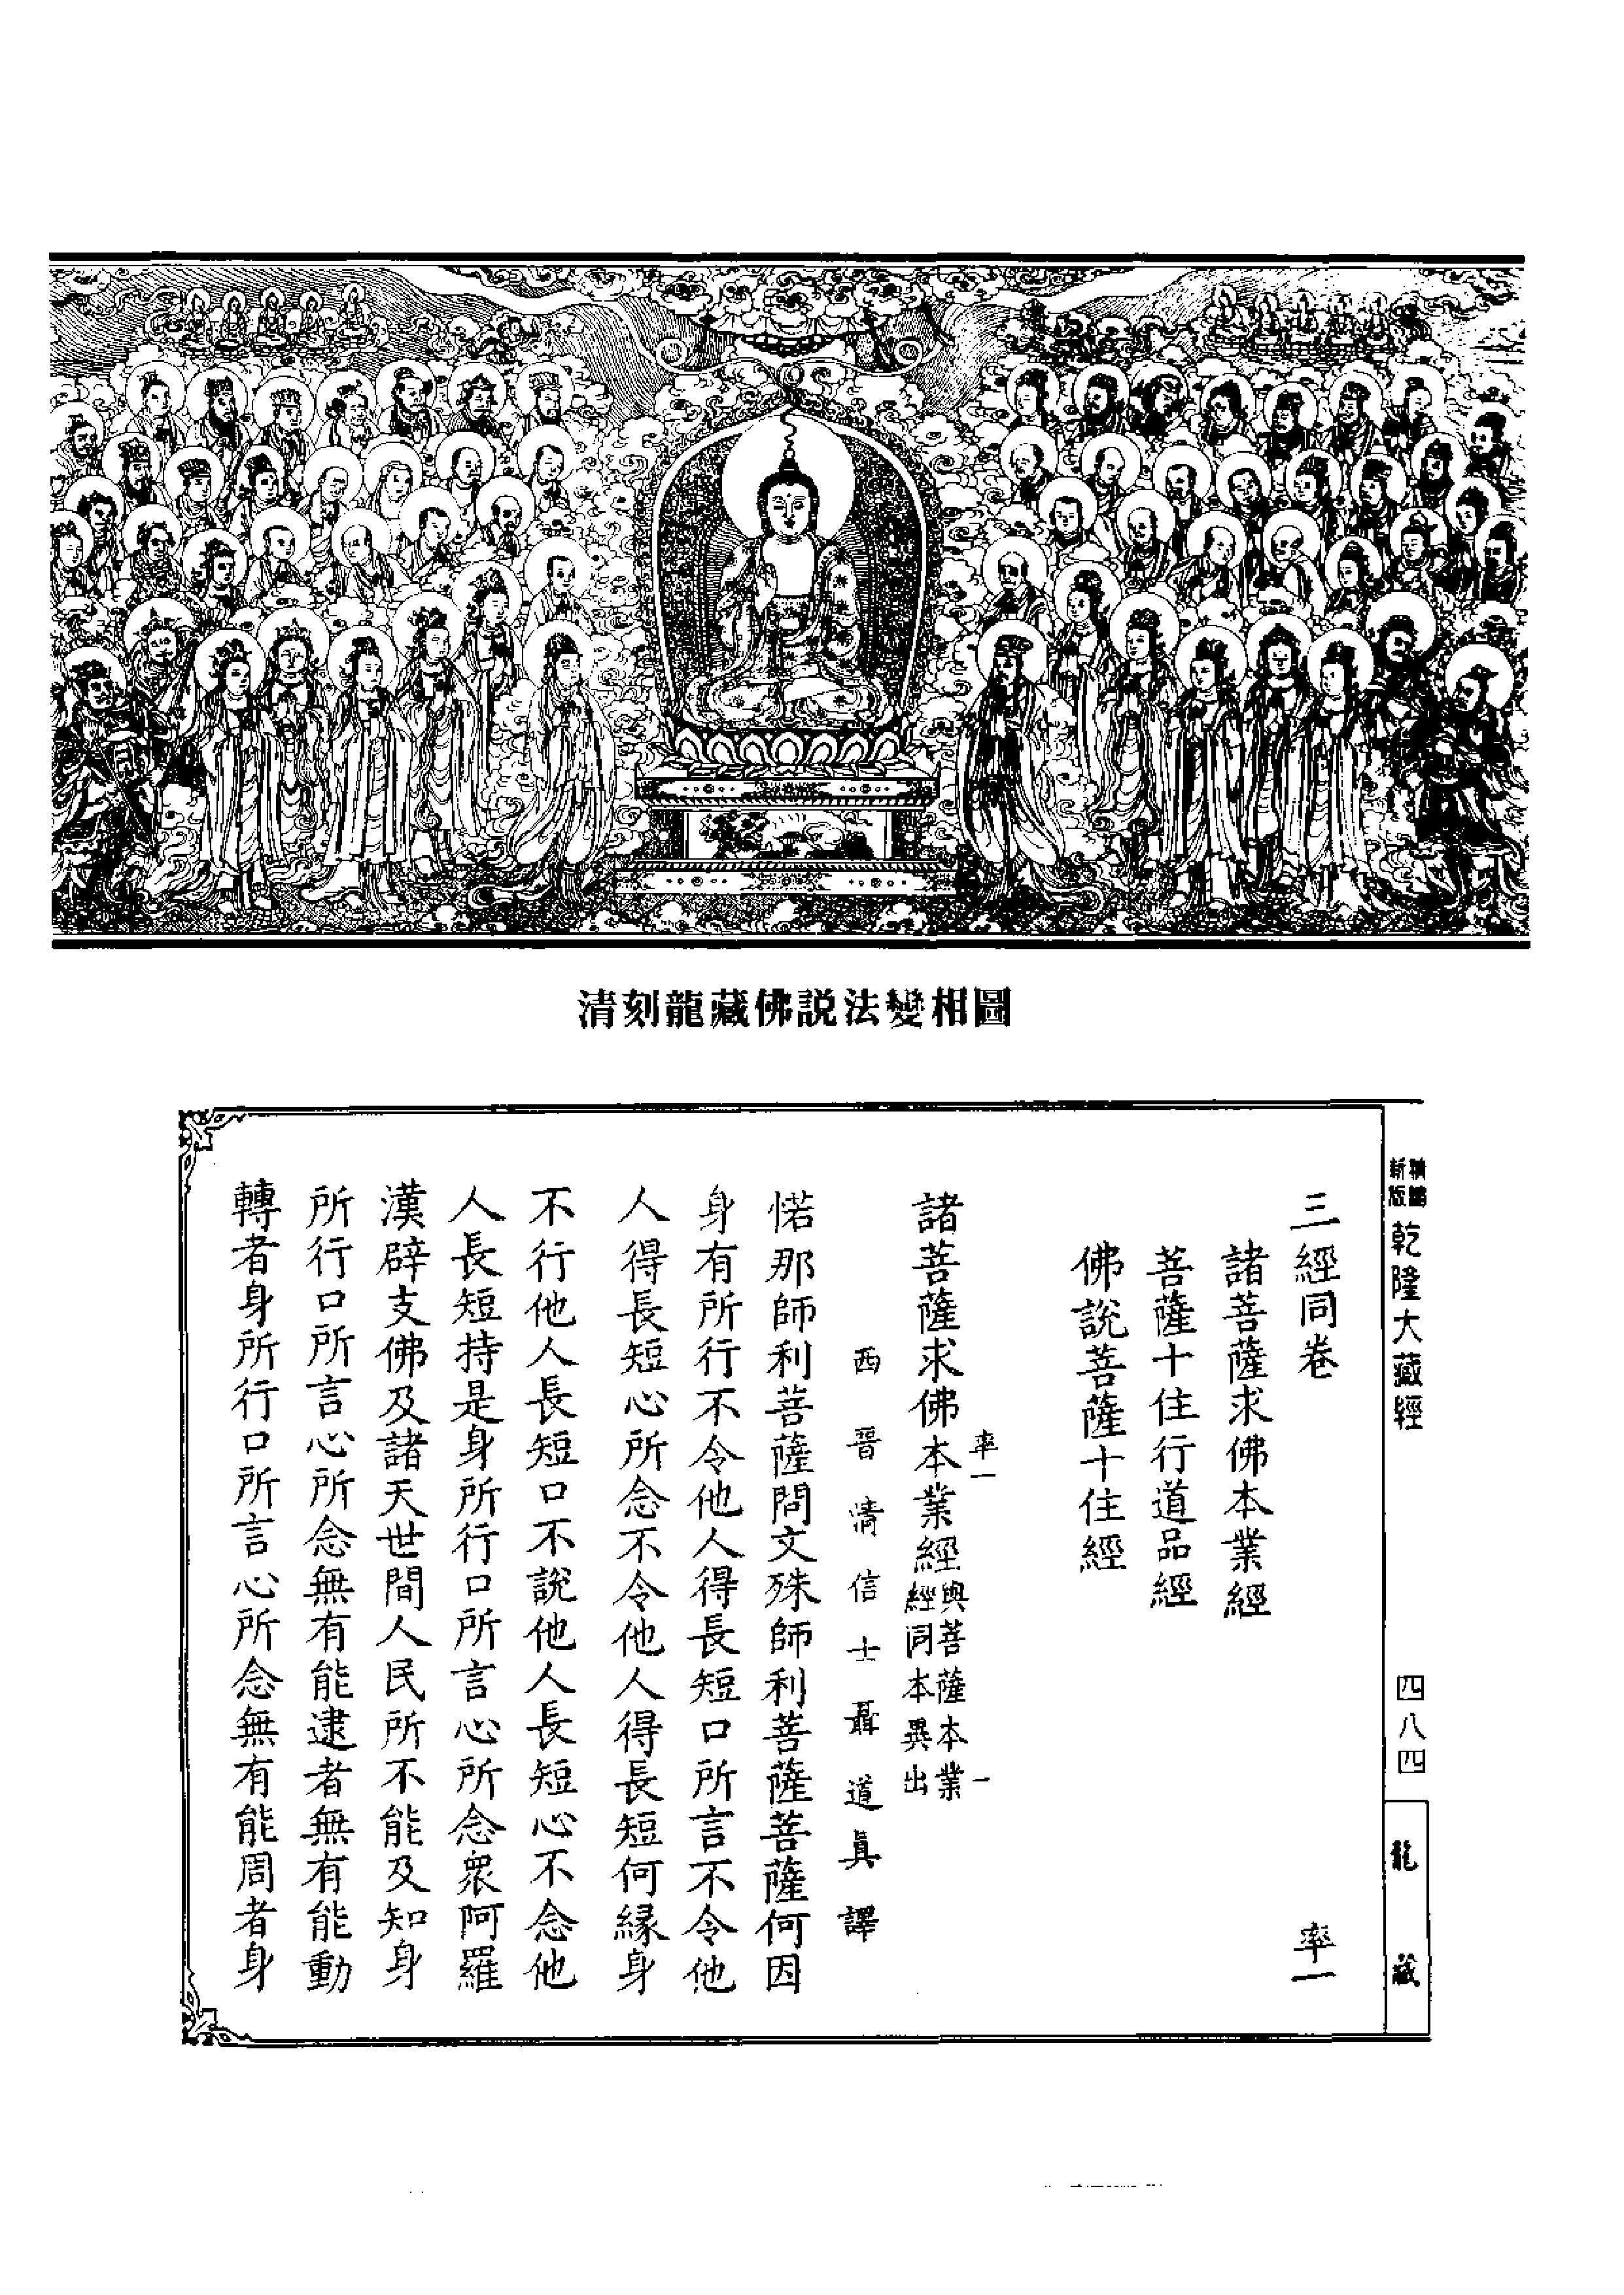 清刻龍藏佛説法變相圖
新版
精編
乾隆大藏經
四八四
龍藏
三經同卷
率一
諸菩薩求佛本業經
菩薩十住行道品經
佛說菩薩十住經
率一
一
諸菩薩求佛本業經
與菩薩本業
經同本異出
西晉清信士聶道眞譯
惹那師利菩薩問文殊師利菩薩菩薩何因
身有所行不令他人得長短口所言不令他
人得長短心所念不令他人得長短何緣身
不行他人長短口不說他人長短心不念他
人長短持是身所行口所言心所念衆阿羅
漢辟支佛及諸天世間人民所不能及知身
所行口所言心所念無有能逮者無有能動
轉者身所行口所言心所念無有能周者身